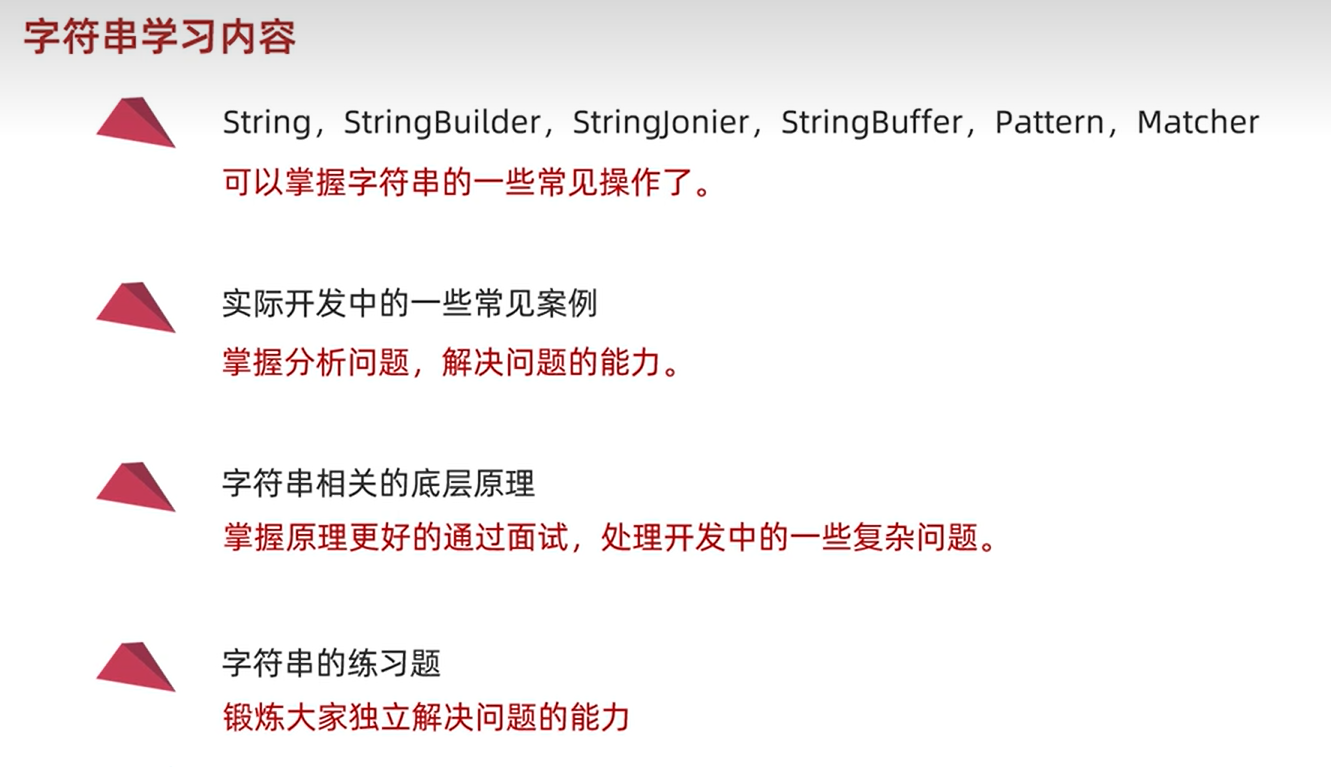 字符串学习内容
String，StringBuilder，StringJonier，StringBuffer，Pattern，Matcher
可以掌握字符串的一些常见操作了。
实际开发中的一些常见案例
掌握分析问题，解决问题的能力。
字符串相关的底层原理
掌握原理更好的通过面试，处理开发中的一些复杂问题。
字符串的练习题
锻炼大家独立解决问题的能力